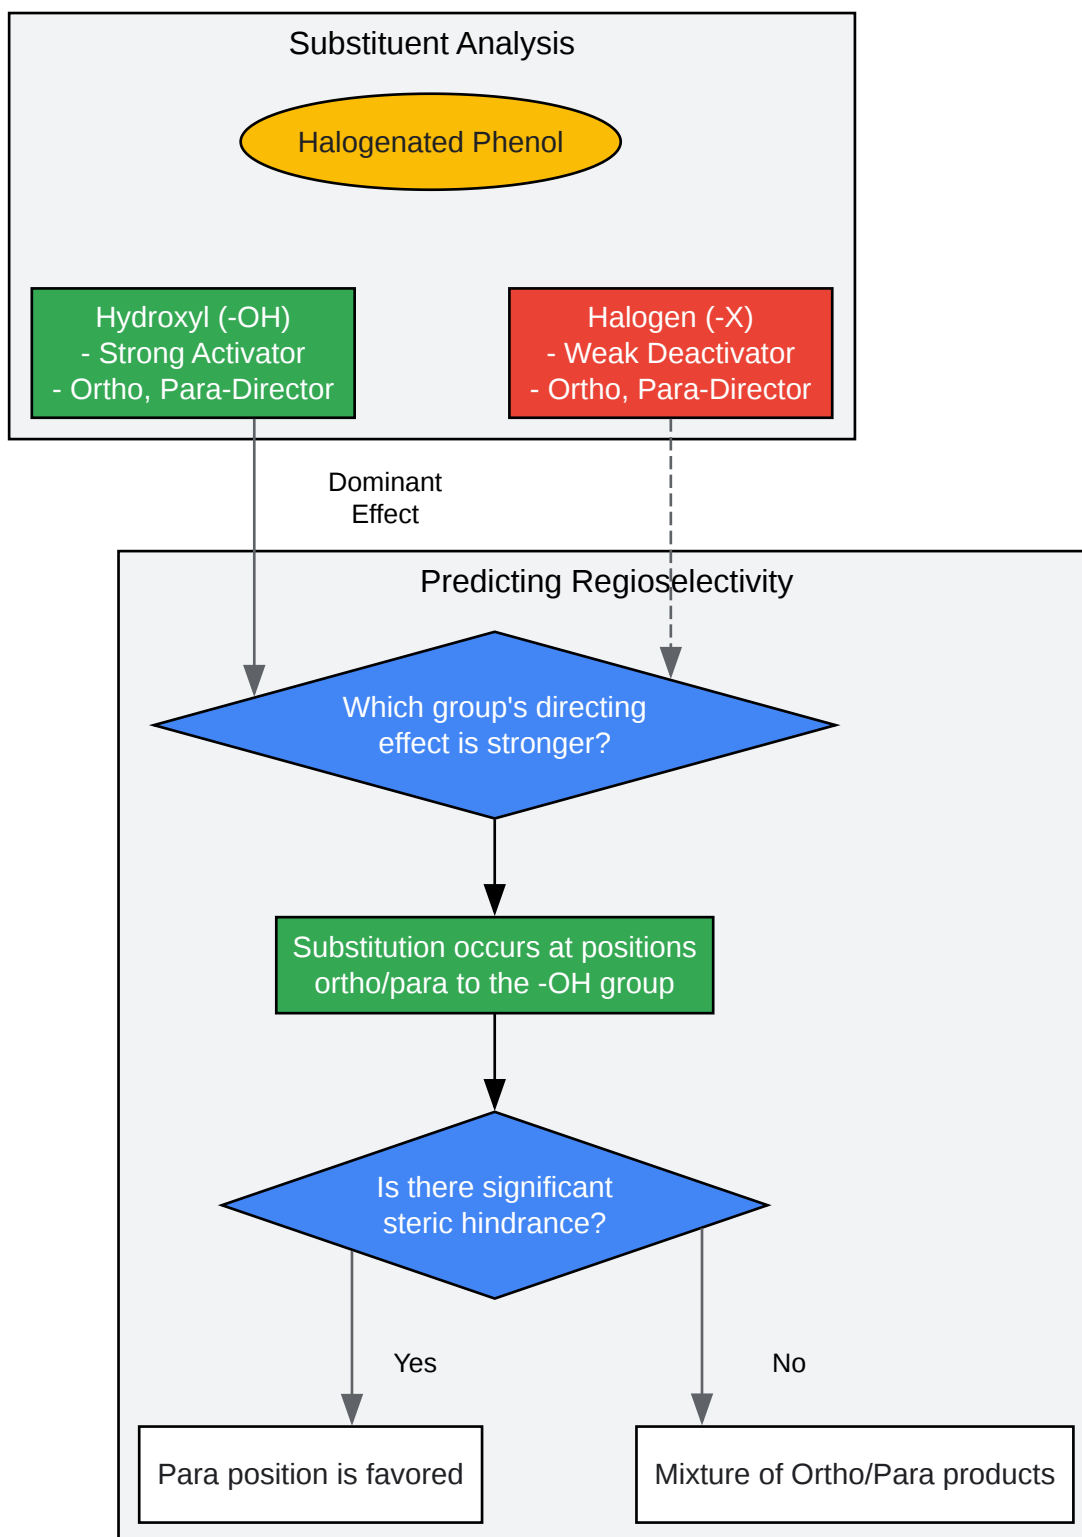 Substituent Analysis
Halogenated Phenol
Hydroxyl (-OH)
- Strong Activator
- Ortho, Para-Director
Halogen (-X)
- Weak Deactivator
- Ortho, Para-Director
Dominant
Effect
Predicting Regioselectivity
Which group's directing
effect is stronger?
Substitution occurs at positions
ortho/para to the -OH group
Is there significant
steric hindrance?
Yes
No
Para position is favored
Mixture of Ortho/Para products